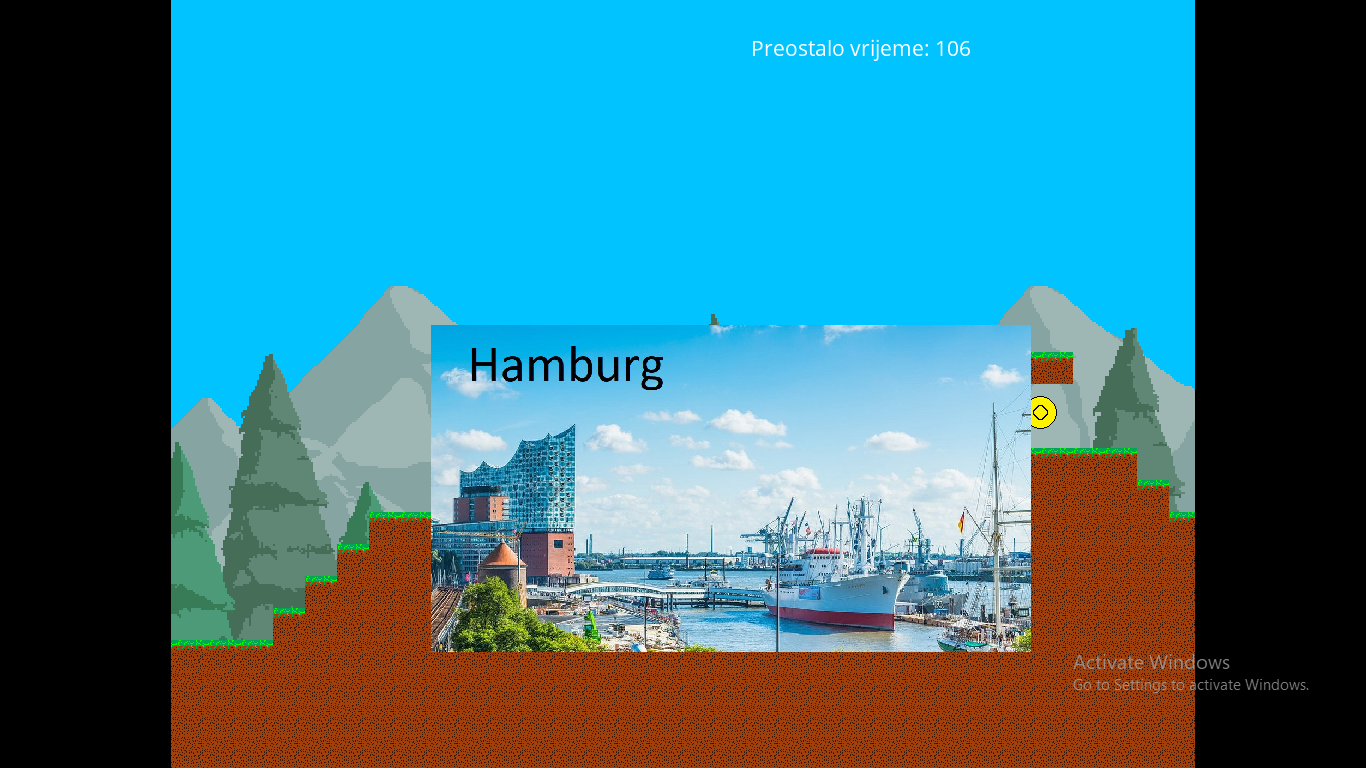 Preostalo vrijeme: 106
Hamburg
Activate Windows
Go to Settings to activate Windows.